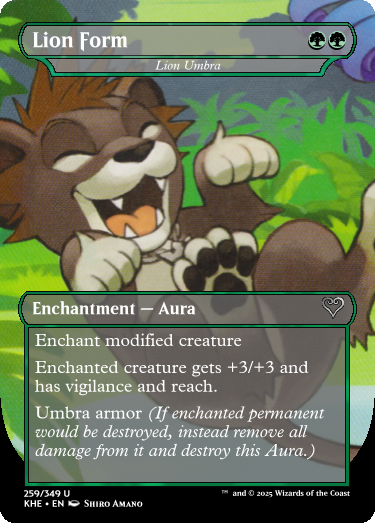 Lion Form
Lion Umbra
Enchantment — Aura
Enchant modified creature
Enchanted creature gets +3/+3 and
has vigilance and reach.
Umbra armor (If enchanted permanent
would be destroyed, instead remove all
damage from it and destroy this Aura.)
259/349 U
KHE • EN Shiro Amano
™ and © 2025 Wizards of the Coast